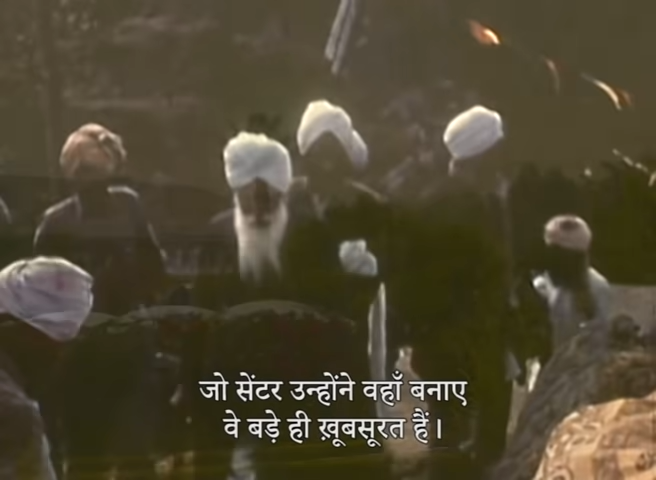 जो सेंटर उन्होंने वहाँ बनाए
वे बड़े ही ख़ूबसूरत हैं।